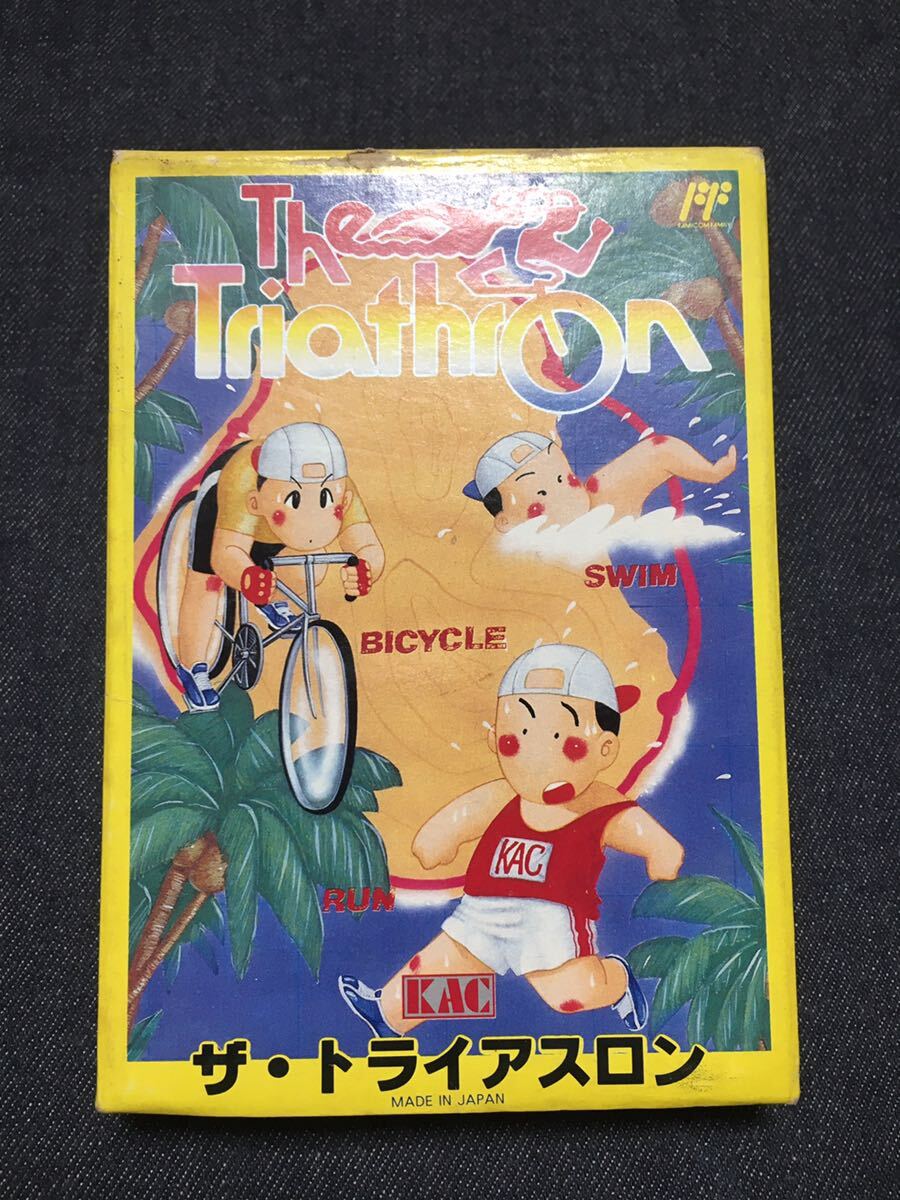 The
Triathron
FAMICOM FAMILY
SWIM
BICYCLE
KAC
RUN
KAC
ザ・トライアスロン
MADE IN JAPAN